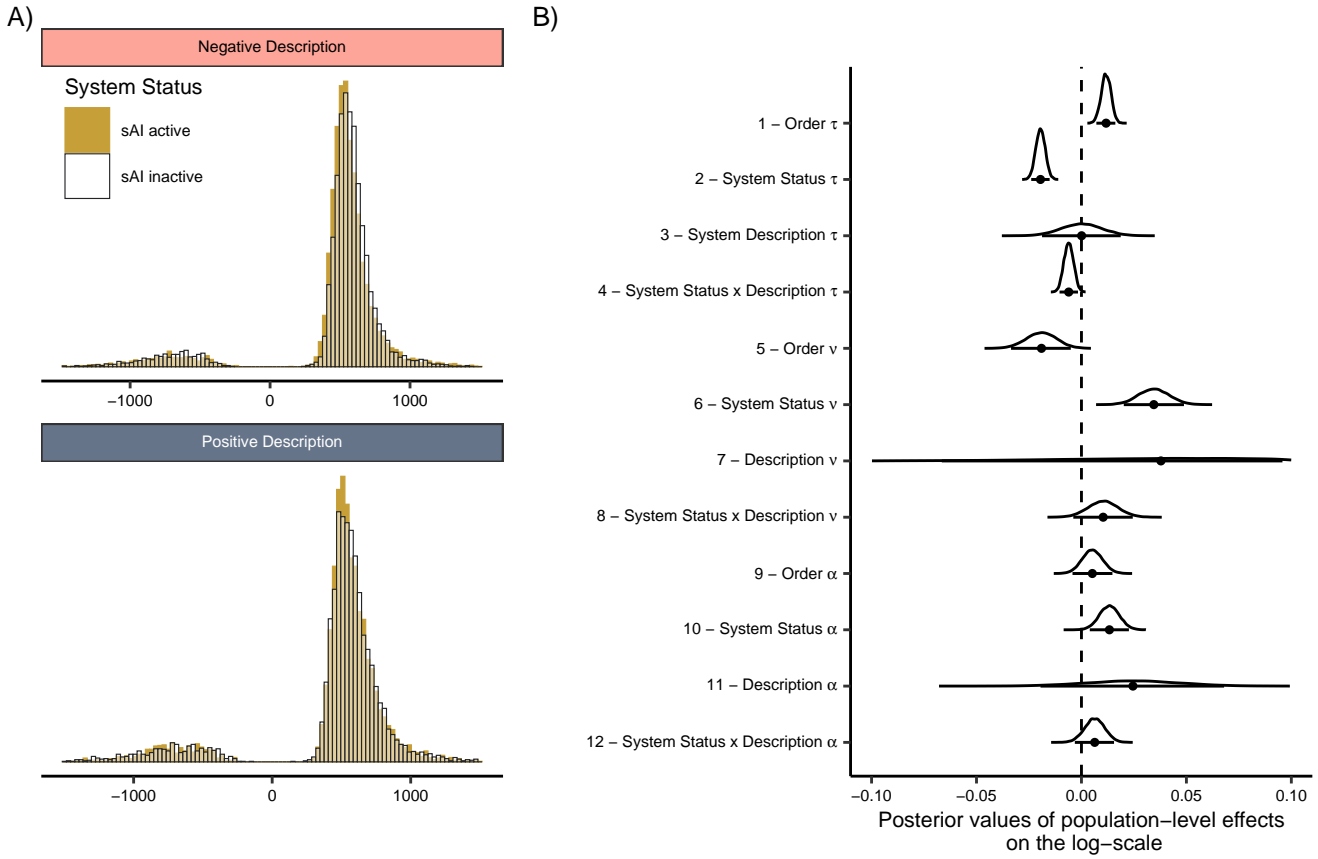 A)
Negative Description
System Status
sAI active
sAI inactive
−1000 0 1000
Positive Description
−1000 0 1000
B)
1 − Order τ
2 − System Status τ
3 − System Description τ
4 − System Status x Description τ
5 − Order ν
6 − System Status ν
7 − Description ν
8 − System Status x Description ν
9 − Order α
10 − System Status α
11 − Description α
12 − System Status x Description α
−0.10 −0.05 0.00 0.05 0.10
Posterior values of population−level effects
on the log−scale